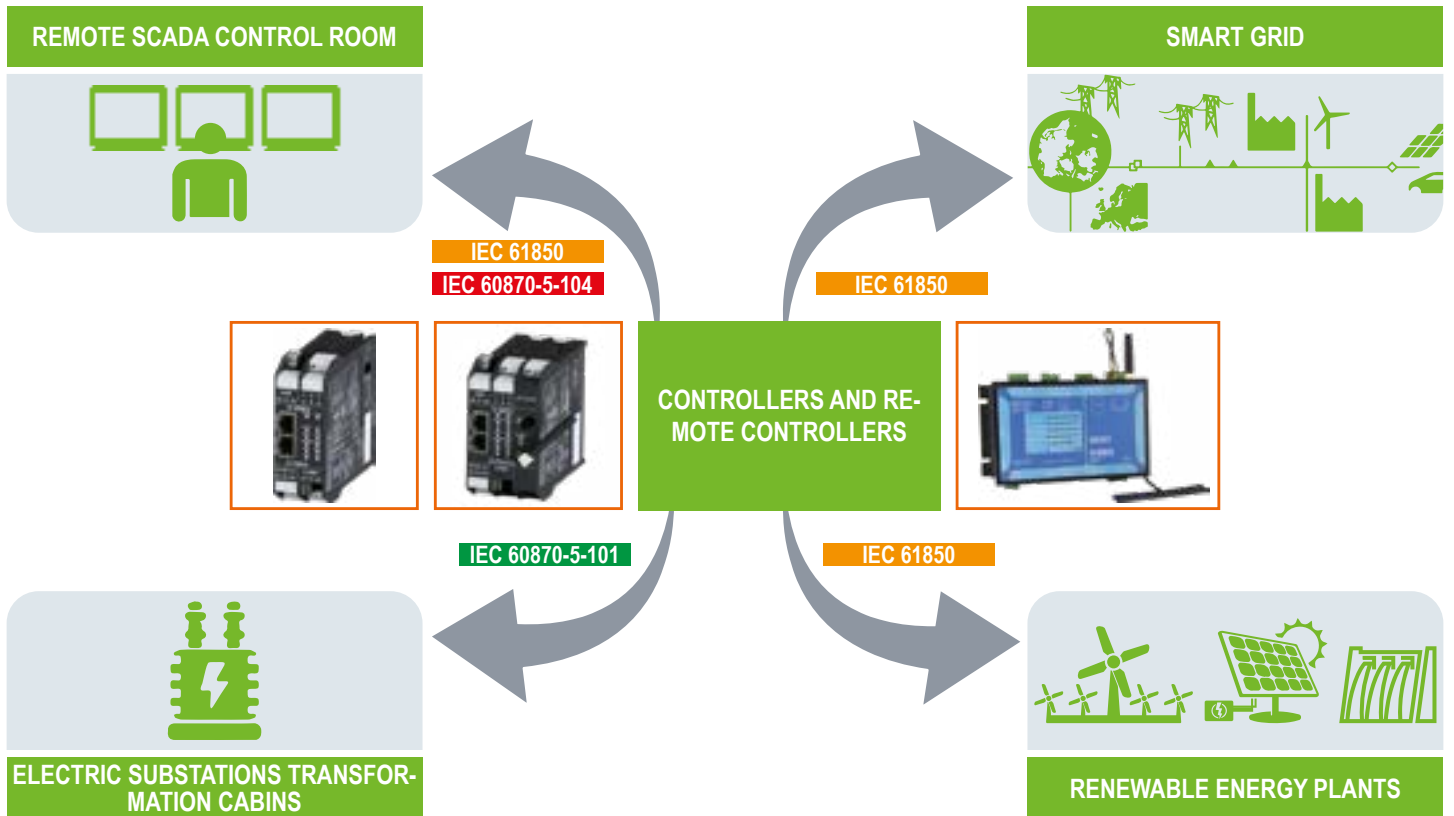 REMOTE SCADA CONTROL ROOM
SMART GRID
IEC 61850
IEC 60870-5-104
IEC 61850
CONTROLLERS AND RE-
MOTE CONTROLLERS
IEC 60870-5-101
IEC 61850
ELECTRIC SUBSTATIONS TRANSFOR-
MATION CABINS
RENEWABLE ENERGY PLANTS